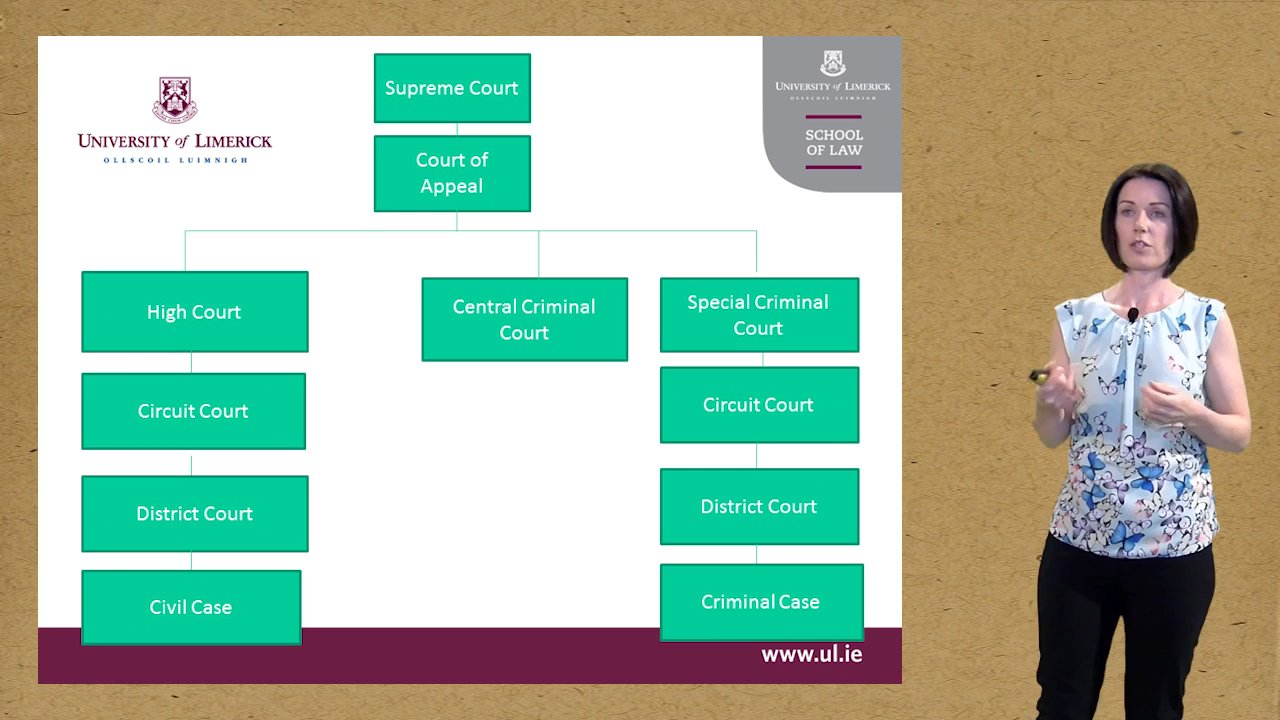 UNIVERSITY of LIMERICK
OLLSCOIL LUIMNIGH
UNIVERSITY of LIMERICK
OLLSCOIL LUIMNIGH
SCHOOL
OF LAW
Supreme Court
Court of
Appeal
High Court
Central Criminal
Court
Special Criminal
Court
Circuit Court
Circuit Court
District Court
District Court
Civil Case
Criminal Case
www.ul.ie